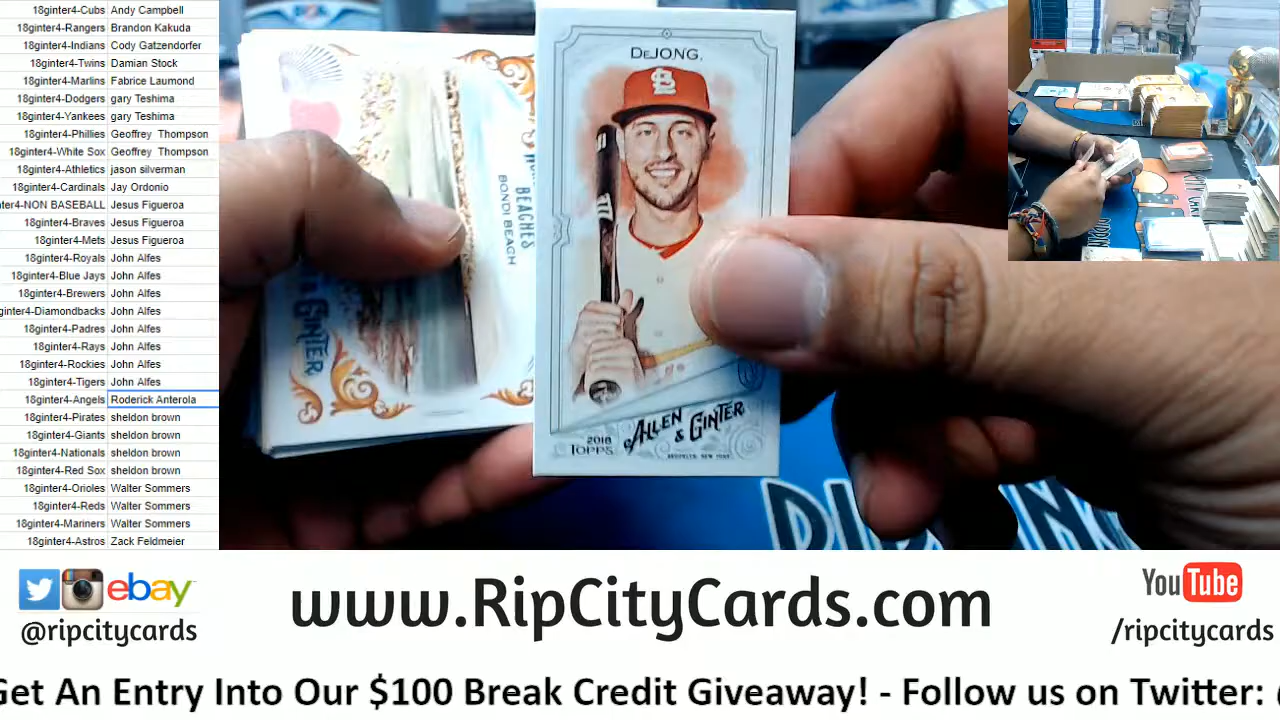 18ginter4-Cubs Andy Campbell
18ginter4-Rangers Brandon Kakuda
18ginter4-Indians Cody Gatzendorfer
18ginter4-Twins Damian Stock
18ginter4-Marlins Fabrice Laumond
18ginter4-Dodgers gary Teshima
18ginter4-Yankees gary Teshima
18ginter4-Phillies Geoffrey Thompson
18ginter4-White Sox Geoffrey Thompson
18ginter4-Athletics jason silverman
18ginter4-Cardinals Jay Ordonio
nter4-NON BASEBALL Jesus Figueroa
18ginter4-Braves Jesus Figueroa
18ginter4-Mets Jesus Figueroa
18ginter4-Royals John Alfes
18ginter4-Blue Jays John Alfes
18ginter4-Brewers John Alfes
ginter4-Diamondbacks John Alfes
18ginter4-Padres John Alfes
18ginter4-Rays John Alfes
18ginter4-Rockies John Alfes
18ginter4-Tigers John Alfes
18ginter4-Angels Roderick Anterola
18ginter4-Pirates sheldon brown
18ginter4-Giants sheldon brown
18ginter4-Nationals sheldon brown
18ginter4-Red Sox sheldon brown
18ginter4-Orioles Walter Sommers
18ginter4-Reds Walter Sommers
18ginter4-Mariners Walter Sommers
18ginter4-Astros Zack Feldmeier
BEACHES
BONDI BEACH
GINTER
DEJONG
2018
TOPPS
ALLEN
& GINTER
BROOKLYN, NEW YORK
ebay
@ripcitycards
www.RipCityCards.com
YouTube
/ripcitycards
Get An Entry Into Our $100 Break Credit Giveaway! - Follow us on Twitter: